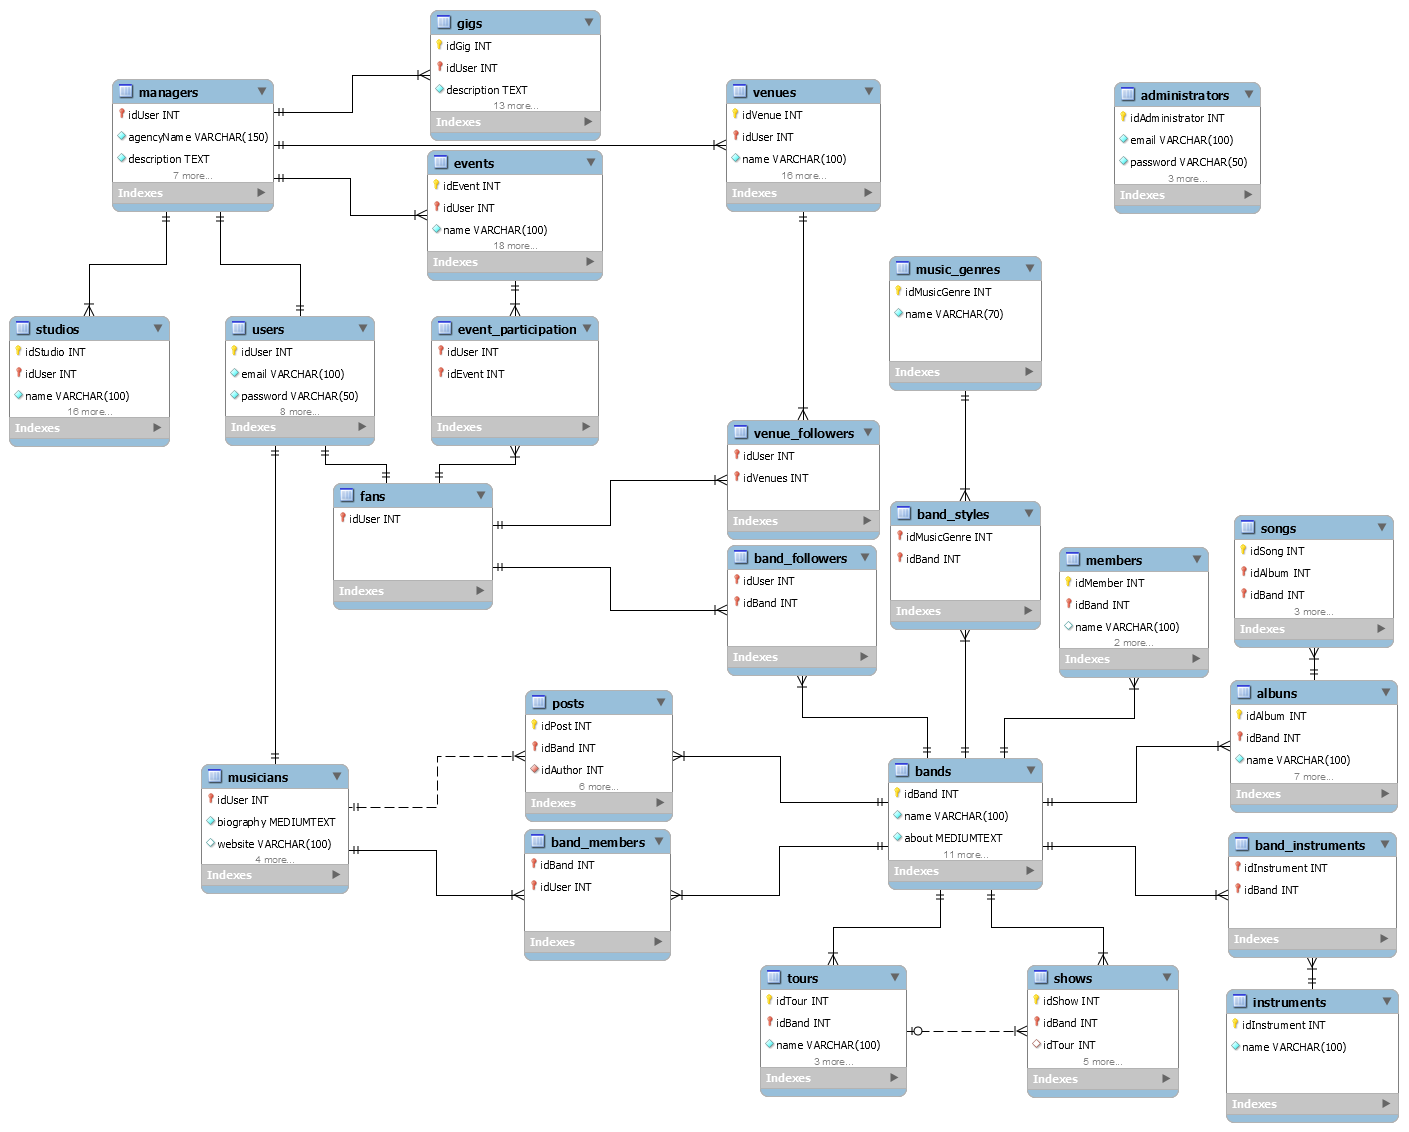 gigs
idGig INT
idUser INT
description TEXT
13 more...
Indexes
managers
idUser INT
agencyName VARCHAR(150)
description TEXT
7 more...
Indexes
venues
idVenue INT
idUser INT
name VARCHAR(100)
16 more...
Indexes
administrators
idAdministrator INT
email VARCHAR(100)
password VARCHAR(50)
3 more...
Indexes
events
idEvent INT
idUser INT
name VARCHAR(100)
18 more...
Indexes
music_genres
idMusicGenre INT
name VARCHAR(70)
Indexes
studios
idStudio INT
idUser INT
name VARCHAR(100)
16 more...
Indexes
users
idUser INT
email VARCHAR(100)
password VARCHAR(50)
8 more...
Indexes
event_participation
idUser INT
idEvent INT
Indexes
venue_followers
idUser INT
idVenues INT
Indexes
fans
idUser INT
Indexes
band_styles
idMusicGenre INT
idBand INT
Indexes
songs
idSong INT
idAlbum INT
idBand INT
3 more...
Indexes
band_followers
idUser INT
idBand INT
Indexes
members
idMember INT
idBand INT
name VARCHAR(100)
2 more...
Indexes
albuns
idAlbum INT
idBand INT
name VARCHAR(100)
7 more...
Indexes
posts
idPost INT
idBand INT
idAuthor INT
6 more...
Indexes
musicians
idUser INT
biography MEDIUMTEXT
website VARCHAR(100)
4 more...
Indexes
bands
idBand INT
name VARCHAR(100)
about MEDIUMTEXT
11 more...
Indexes
band_members
idBand INT
idUser INT
Indexes
band_instruments
idInstrument INT
idBand INT
Indexes
tours
idTour INT
idBand INT
name VARCHAR(100)
3 more...
Indexes
shows
idShow INT
idBand INT
idTour INT
5 more...
Indexes
instruments
idInstrument INT
name VARCHAR(100)
Indexes